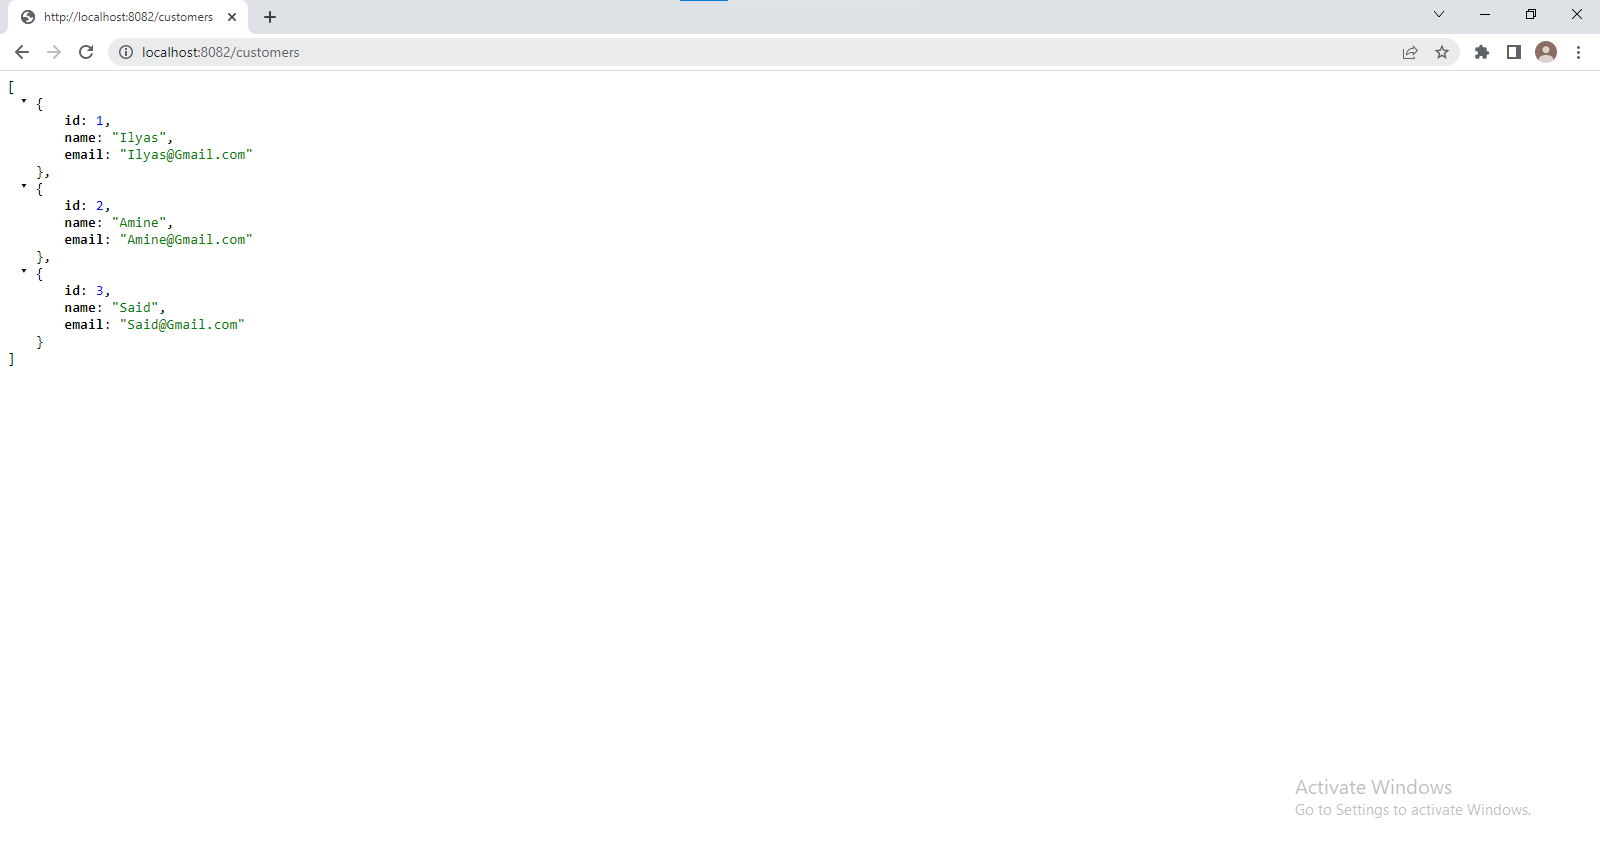 http://localhost:8082/customers
localhost:8082/customers
[
{
id: 1,
name: "Ilyas",
email: "Ilyas@Gmail.com"
},
{
id: 2,
name: "Amine",
email: "Amine@Gmail.com"
},
{
id: 3,
name: "Said",
email: "Said@Gmail.com"
}
]
Activate Windows
Go to Settings to activate Windows.